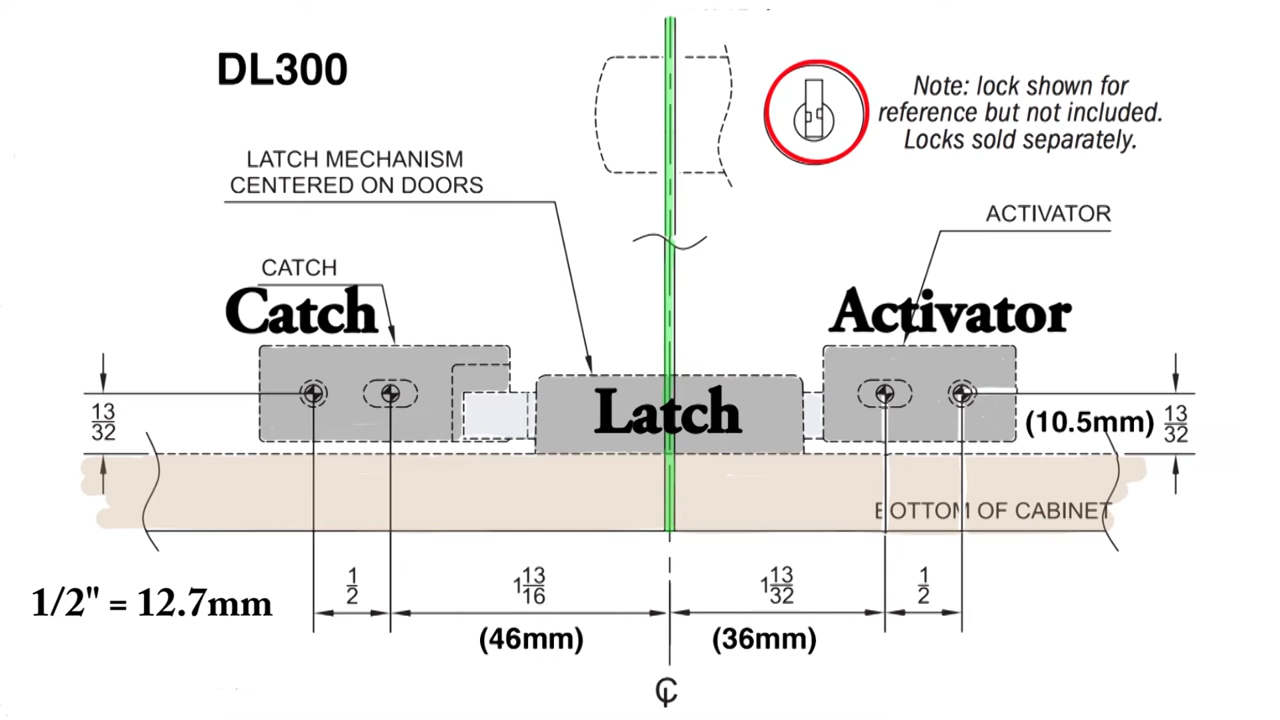 DL300
Note: lock shown for
reference but not included.
Locks sold separately.
LATCH MECHANISM
CENTERED ON DOORS
ACTIVATOR
CATCH
Catch
Activator
Latch
13/32
(10.5mm) 13/32
BOTTOM OF CABINET
1/2
1 13/16
1 13/32
1/2
1/2" = 12.7mm
(46mm)
(36mm)
℄